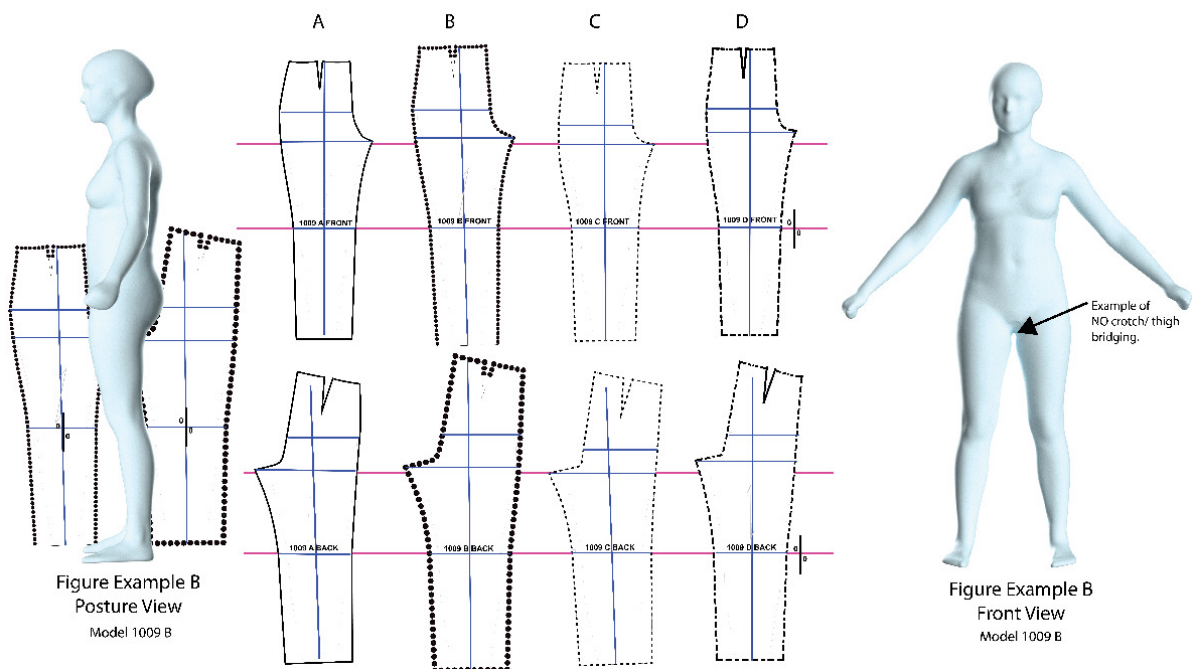 A
B
C
D
1009 A FRONT
1009 B FRONT
1009 C FRONT
1009 D FRONT
1009 A BACK
1009 B BACK
1009 C BACK
1009 D BACK
Figure Example B
Posture View
Model 1009 B
Example of
NO crotch/ thigh
bridging.
Figure Example B
Front View
Model 1009 B